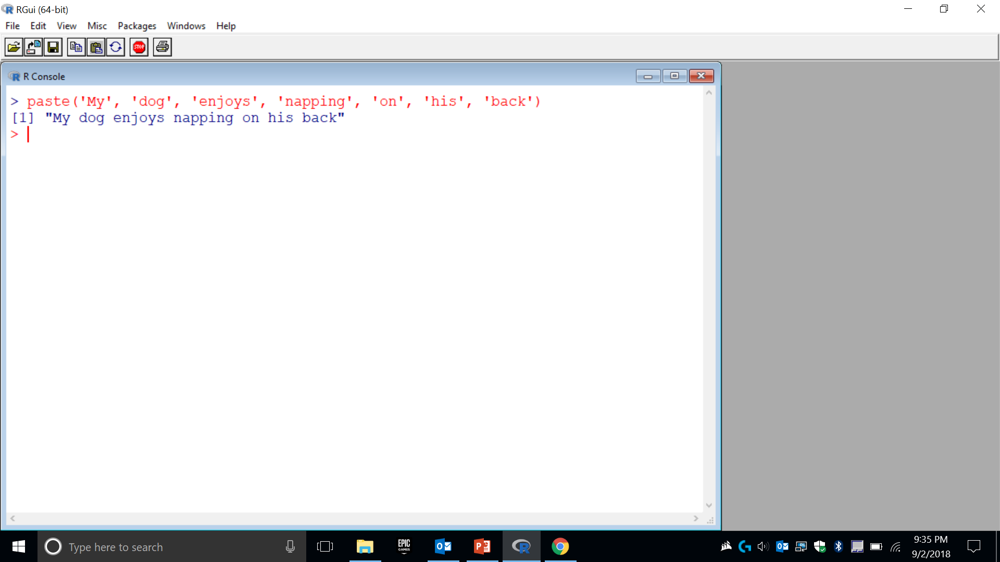 RGui (64-bit)
File Edit View Misc Packages Windows Help
STOP
R Console
> paste('My', 'dog', 'enjoys', 'napping', 'on', 'his', 'back')
[1] "My dog enjoys napping on his back"
>
Type here to search
EPIC
GAMES
9:35 PM
9/2/2018